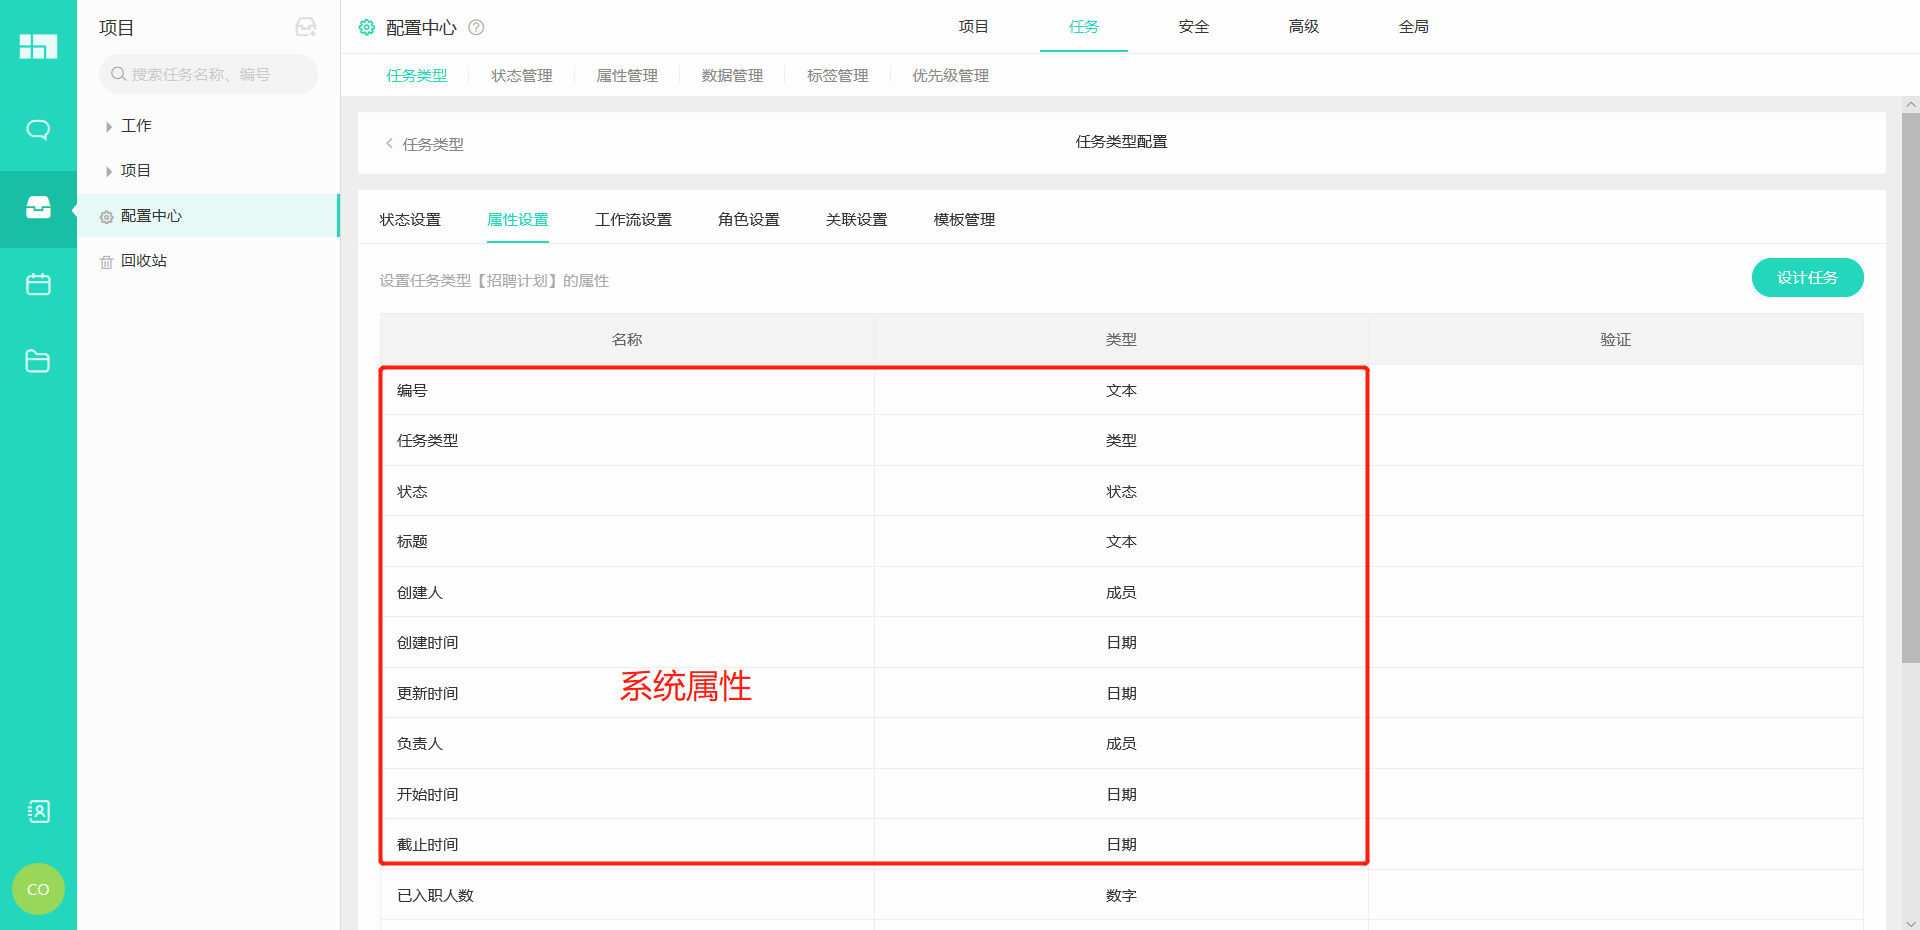 项目
搜索任务名称、编号
工作
项目
配置中心
回收站
CO
配置中心
项目
任务
安全
高级
全局
任务类型
状态管理
属性管理
数据管理
标签管理
优先级管理
任务类型
任务类型配置
状态设置
属性设置
工作流设置
角色设置
关联设置
模板管理
设置任务类型【招聘计划】的属性
设计任务
名称 类型 验证
编号 文本
任务类型 类型
状态 状态
标题 文本
创建人 成员
创建时间 日期
系统属性
更新时间 日期
负责人 成员
开始时间 日期
截止时间 日期
已入职人数 数字